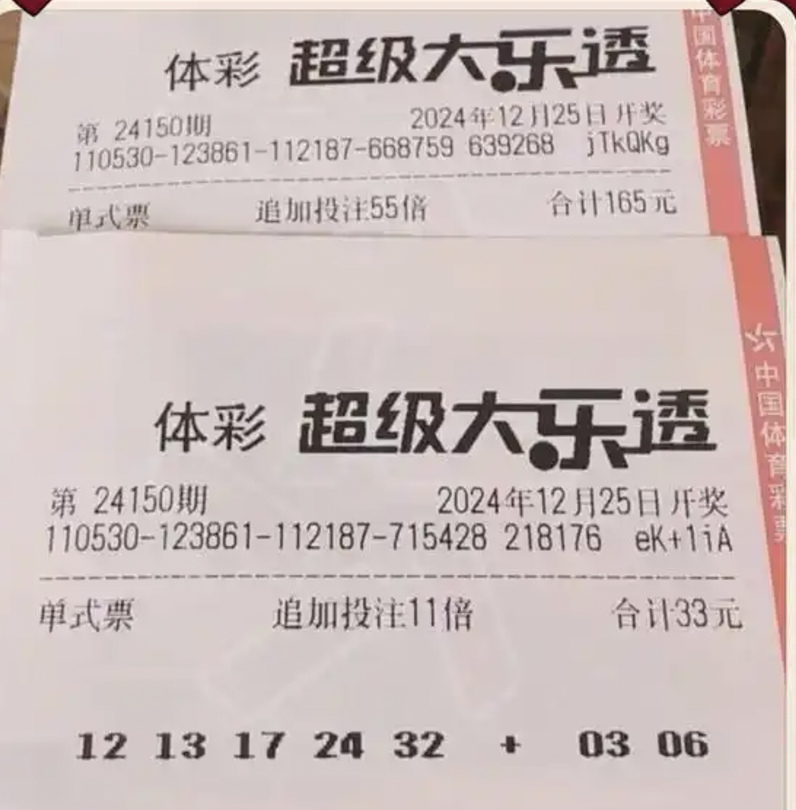 体彩 超级大乐透
第 24150期 2024年12月25日开奖
110530-123861-112187-668759 639268 jTkQKg
单式票 追加投注55倍 合计165元
中国体育彩票
体彩 超级大乐透
第 24150期 2024年12月25日开奖
110530-123861-112187-715428 218176 eK+1iA
单式票 追加投注11倍 合计33元
12 13 17 24 32 + 03 06
中国体育彩票